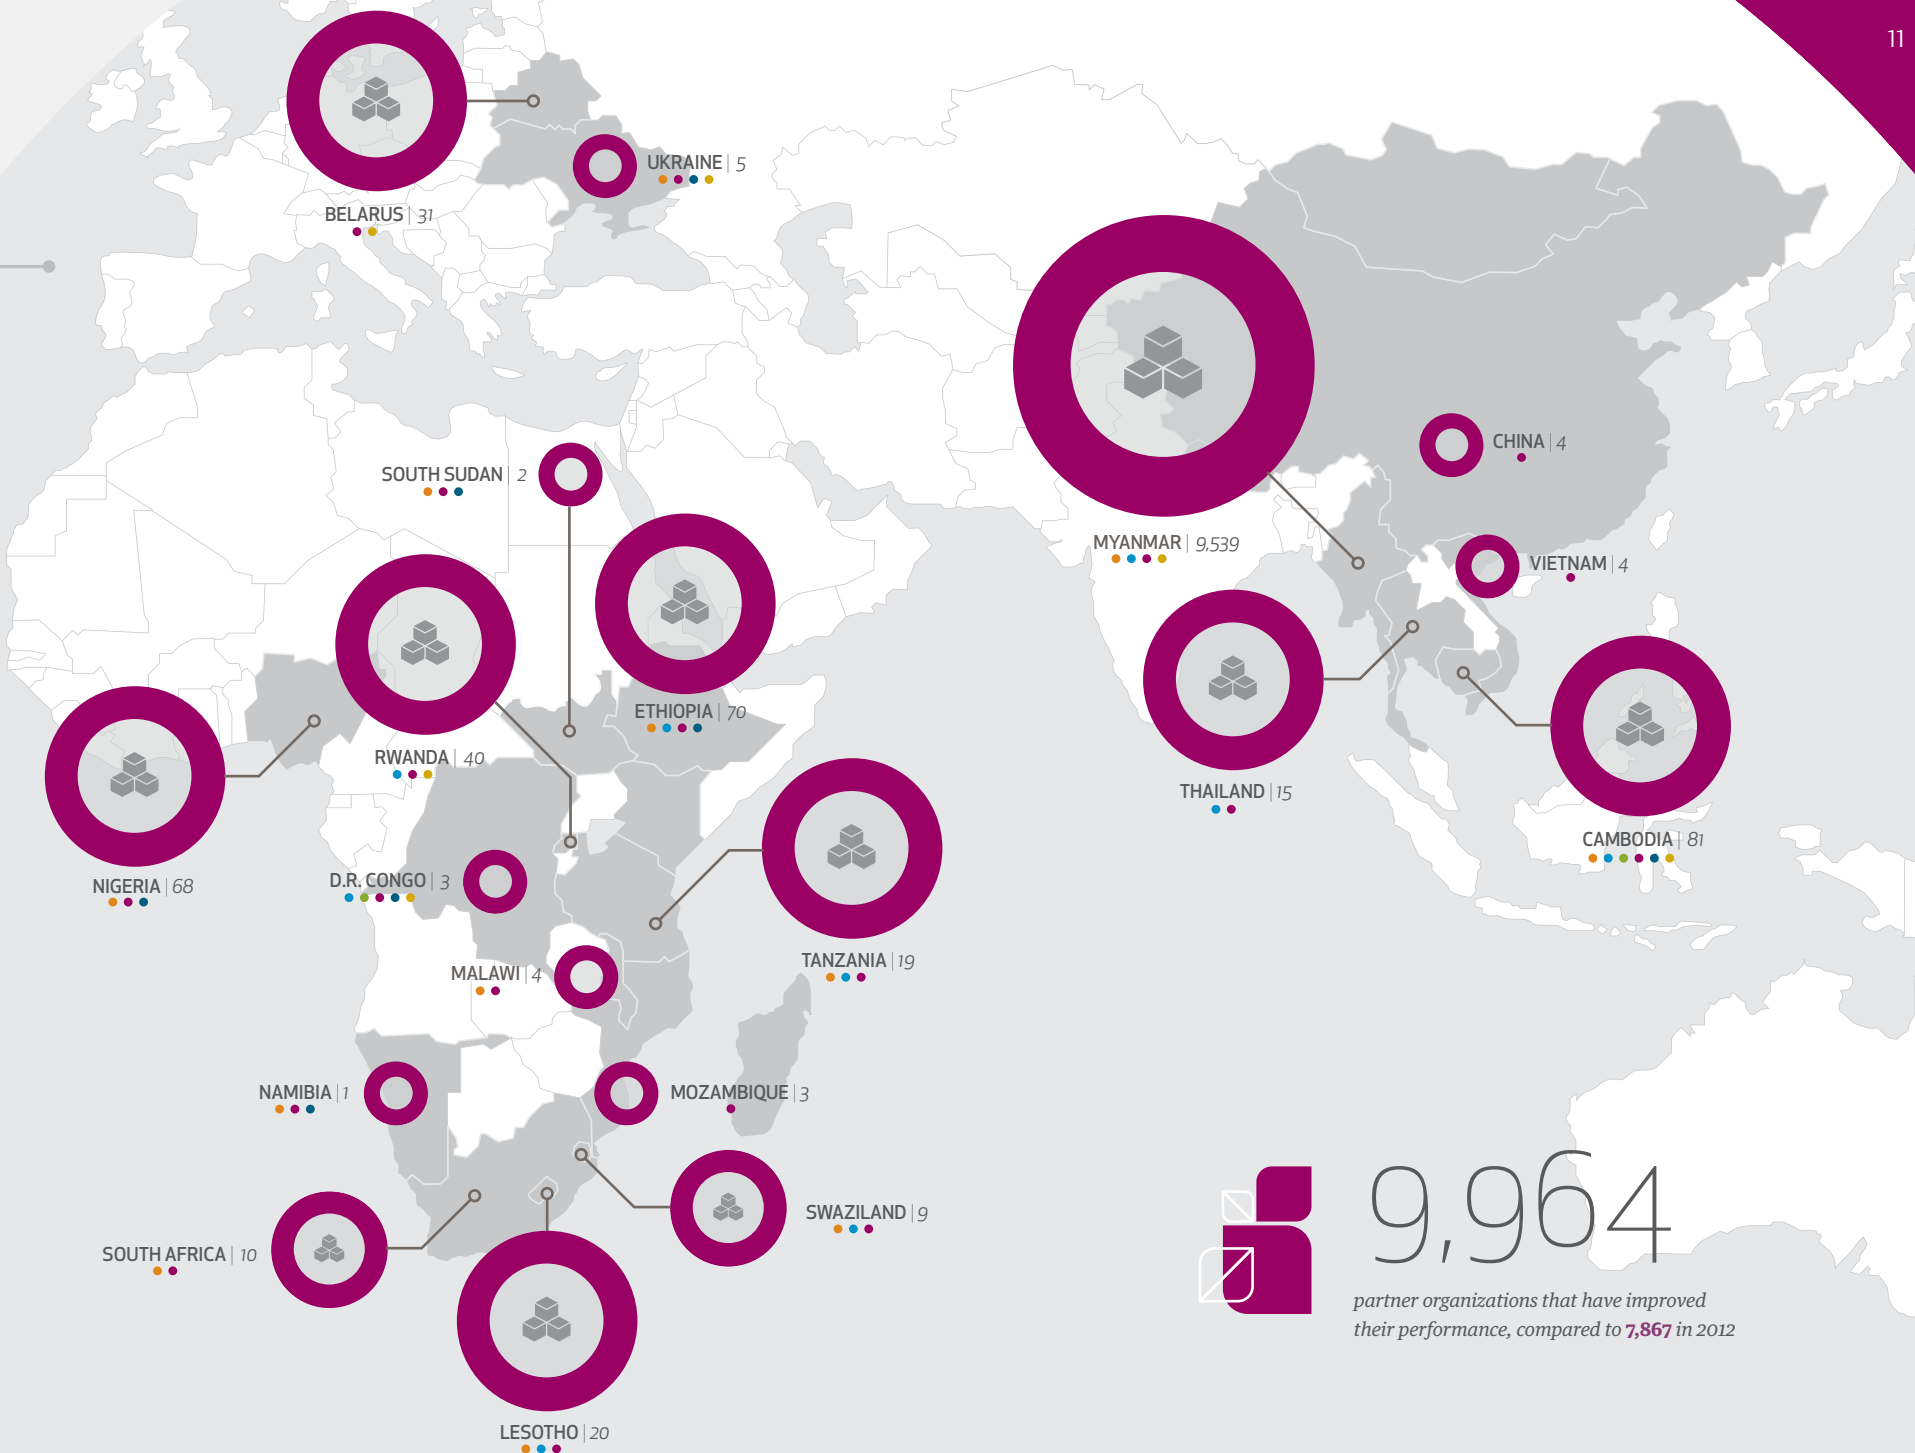 11
UKRAINE | 5
BELARUS | 31
CHINA | 4
SOUTH SUDAN | 2
MYANMAR | 9,539
VIETNAM | 4
ETHIOPIA | 70
RWANDA | 40
THAILAND | 15
CAMBODIA | 81
NIGERIA | 68
D.R. CONGO | 3
TANZANIA | 19
MALAWI | 4
NAMIBIA | 1
MOZAMBIQUE | 3
SWAZILAND | 9
SOUTH AFRICA | 10
LESOTHO | 20
9,964
partner organizations that have improved
their performance, compared to 7,867 in 2012